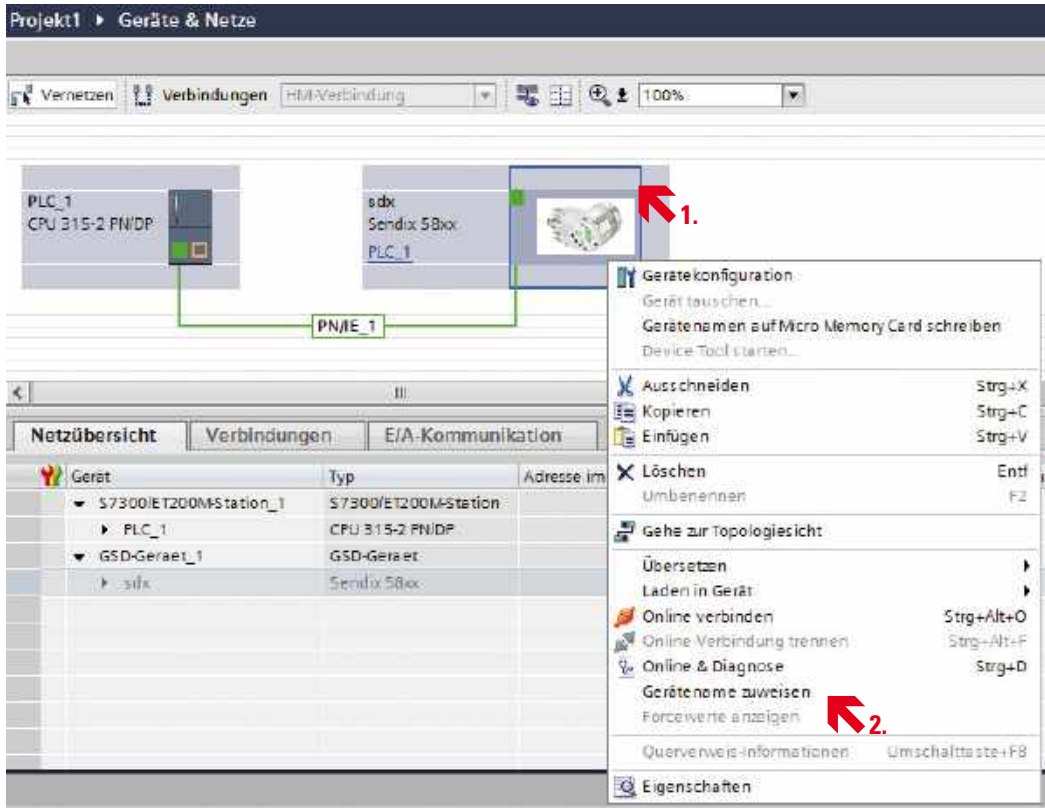 Projekt1 ▸ Geräte & Netze
Vernetzen Verbindungen HMI-Verbindung 100%
PLC_1
CPU 315-2 PN/DP
sdx
Sendix 58xx
PLC_1
1.
PN/IE_1
Gerätekonfiguration
Gerät tauschen...
Gerätenamen auf Micro Memory Card schreiben
Device Tool starten...
Ausschneiden Strg+X
Kopieren Strg+C
Einfügen Strg+V
Löschen Entf
Umbenennen F2
Gehe zur Topologiesicht
Übersetzen
Laden in Gerät
Online verbinden Strg+Alt+O
Online-Verbindung trennen Strg+Alt+F
Online & Diagnose Strg+D
Gerätename zuweisen
2.
Forcewerte anzeigen
Querverweis-Informationen Umschalttaste+F8
Eigenschaften
Netzübersicht Verbindungen E/A-Kommunikation
Gerät Typ Adresse im
S7300/ET200M-Station_1 S7300/ET200M-Station
PLC_1 CPU 315-2 PN/DP
GSD-Geraet_1 GSD-Geraet
sdx Sendix 58xx